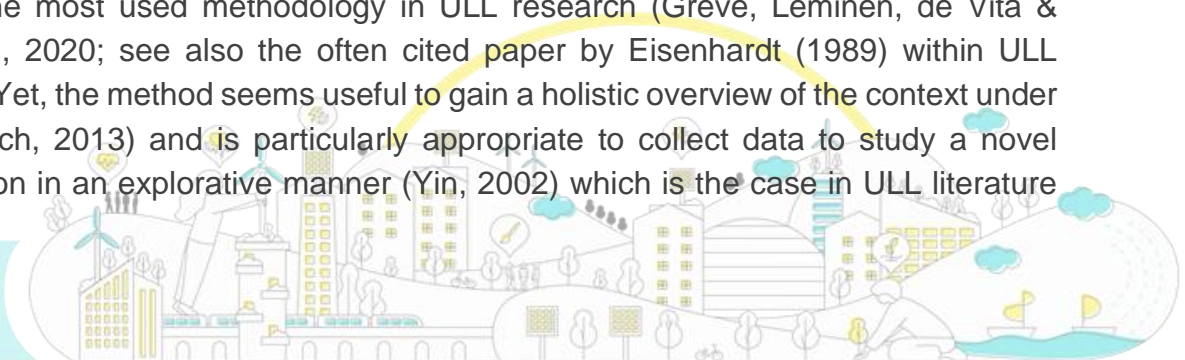 he most used methodology in ULL research (Greve, Leminen, de Vita &
, 2020; see also the often cited paper by Eisenhardt (1989) within ULL
Yet, the method seems useful to gain a holistic overview of the context under
ch, 2013) and is particularly appropriate to collect data to study a novel
on in an explorative manner (Yin, 2002) which is the case in ULL literature